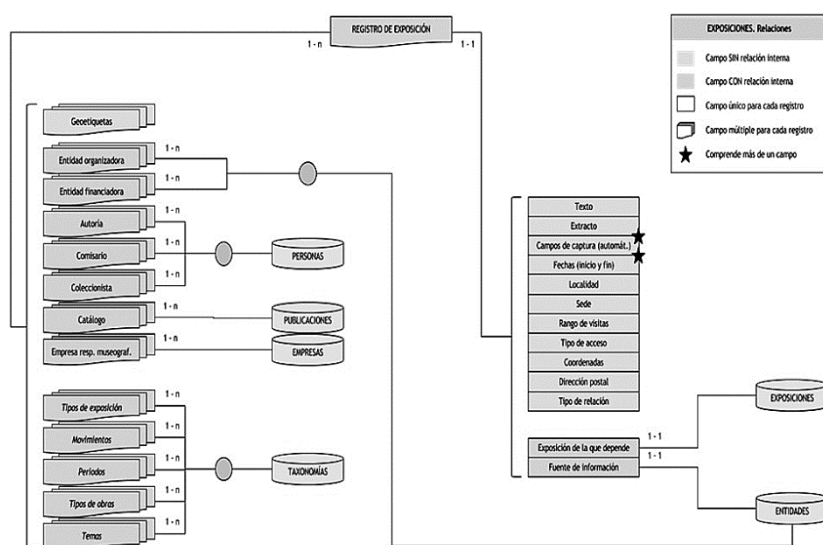 REGISTRO DE EXPOSICIÓN
1 - n
1 - 1
EXPOSICIONES. Relaciones
Campo SIN relación interna
Campo CON relación interna
Campo único para cada registro
Campo múltiple para cada registro
Comprende más de un campo
Geoetiquetas
Entidad organizadora
1 - n
Entidad financiadora
1 - n
Autoría
1 - n
Comisario
1 - n
PERSONAS
Coleccionista
1 - n
Catálogo
1 - n
PUBLICACIONES
Empresa resp. museograf.
1 - n
EMPRESAS
Tipos de exposición
1 - n
Movimientos
1 - n
Períodos
1 - n
TAXONOMÍAS
Tipos de obras
1 - n
Temas
1 - n
Texto
Extracto
Campos de captura (automát.)
Fechas (inicio y fin)
Localidad
Sede
Rango de visitas
Tipo de acceso
Coordenadas
Dirección postal
Tipo de relación
EXPOSICIONES
Exposición de la que depende
1 - 1
Fuente de información
1 - 1
ENTIDADES